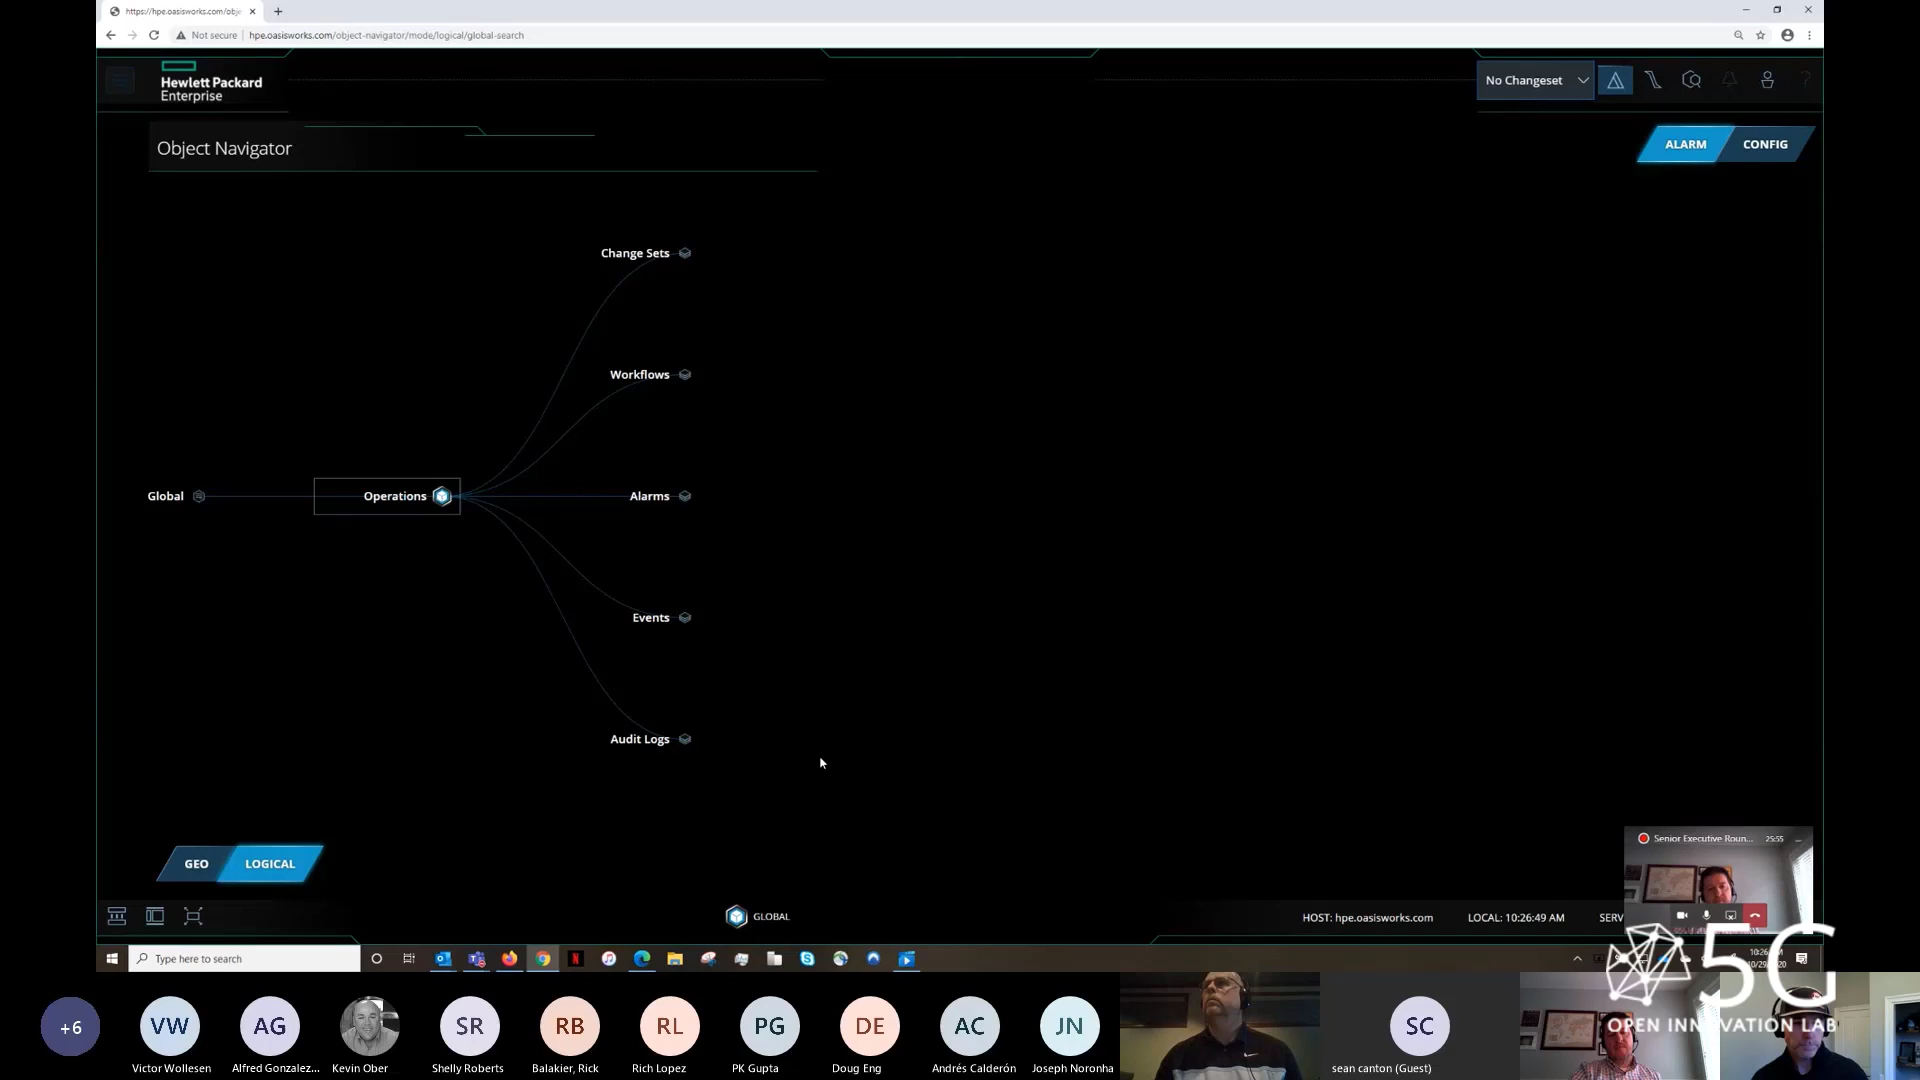 https://hpe.oasisworks.com/obje
Not secure
hpe.oasisworks.com/object-navigator/mode/logical/global-search
Hewlett Packard
Enterprise
No Changeset
?
Object Navigator
ALARM
CONFIG
Change Sets
Workflows
Global
Operations
Alarms
Events
Audit Logs
GEO
LOGICAL
Senior Executive Roun...
25:55
GLOBAL
HOST: hpe.oasisworks.com
LOCAL: 10:26:49 AM
SERV
Type here to search
5G
OPEN INNOVATION LAB
+6
VW
AG
SR
RB
RL
PG
DE
AC
JN
SC
Victor Wollesen
Alfred Gonzalez...
Kevin Ober
Shelly Roberts
Balakier, Rick
Rich Lopez
PK Gupta
Doug Eng
Andrés Calderón
Joseph Noronha
sean canton (Guest)